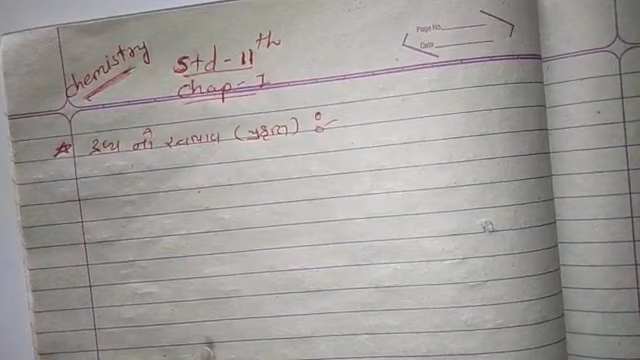 Page No.
Date
Chemistry
Std - 11th
Chap - 1
* દ્રવ્ય નો સ્વભાવ ( ) :-